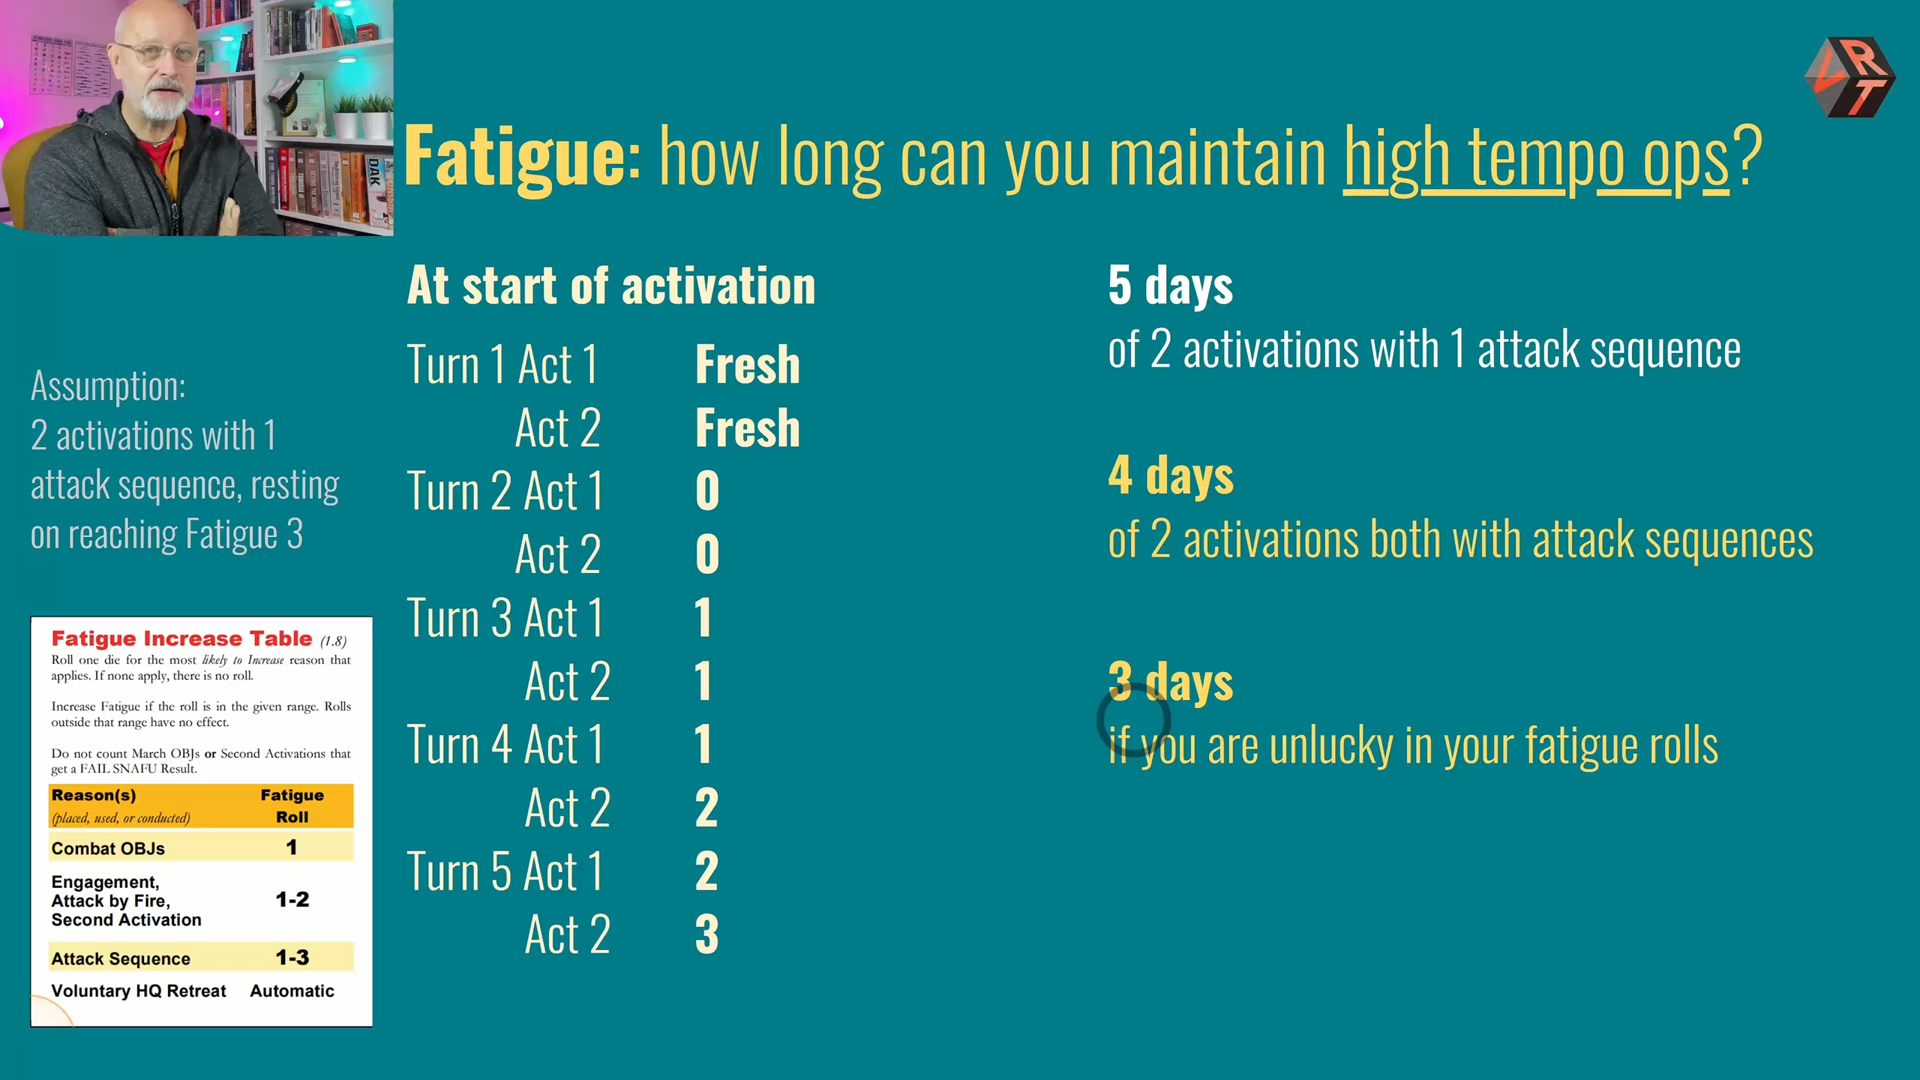 DAK
V
R
T
Fatigue: how long can you maintain high tempo ops?
At start of activation
Turn 1 Act 1 Fresh
Act 2 Fresh
Turn 2 Act 1 0
Act 2 0
Turn 3 Act 1 1
Act 2 1
Turn 4 Act 1 1
Act 2 2
Turn 5 Act 1 2
Act 2 3
5 days
of 2 activations with 1 attack sequence
4 days
of 2 activations both with attack sequences
3 days
if you are unlucky in your fatigue rolls
Assumption:
2 activations with 1
attack sequence, resting
on reaching Fatigue 3
Fatigue Increase Table (1.8)
Roll one die for the most likely to Increase reason that
applies. If none apply, there is no roll.
Increase Fatigue if the roll is in the given range. Rolls
outside that range have no effect.
Do not count March OBJs or Second Activations that
get a FAIL SNAFU Result.
Reason(s) Fatigue
(placed, used, or conducted) Roll
Combat OBJs 1
Engagement,
Attack by Fire, 1-2
Second Activation
Attack Sequence 1-3
Voluntary HQ Retreat Automatic